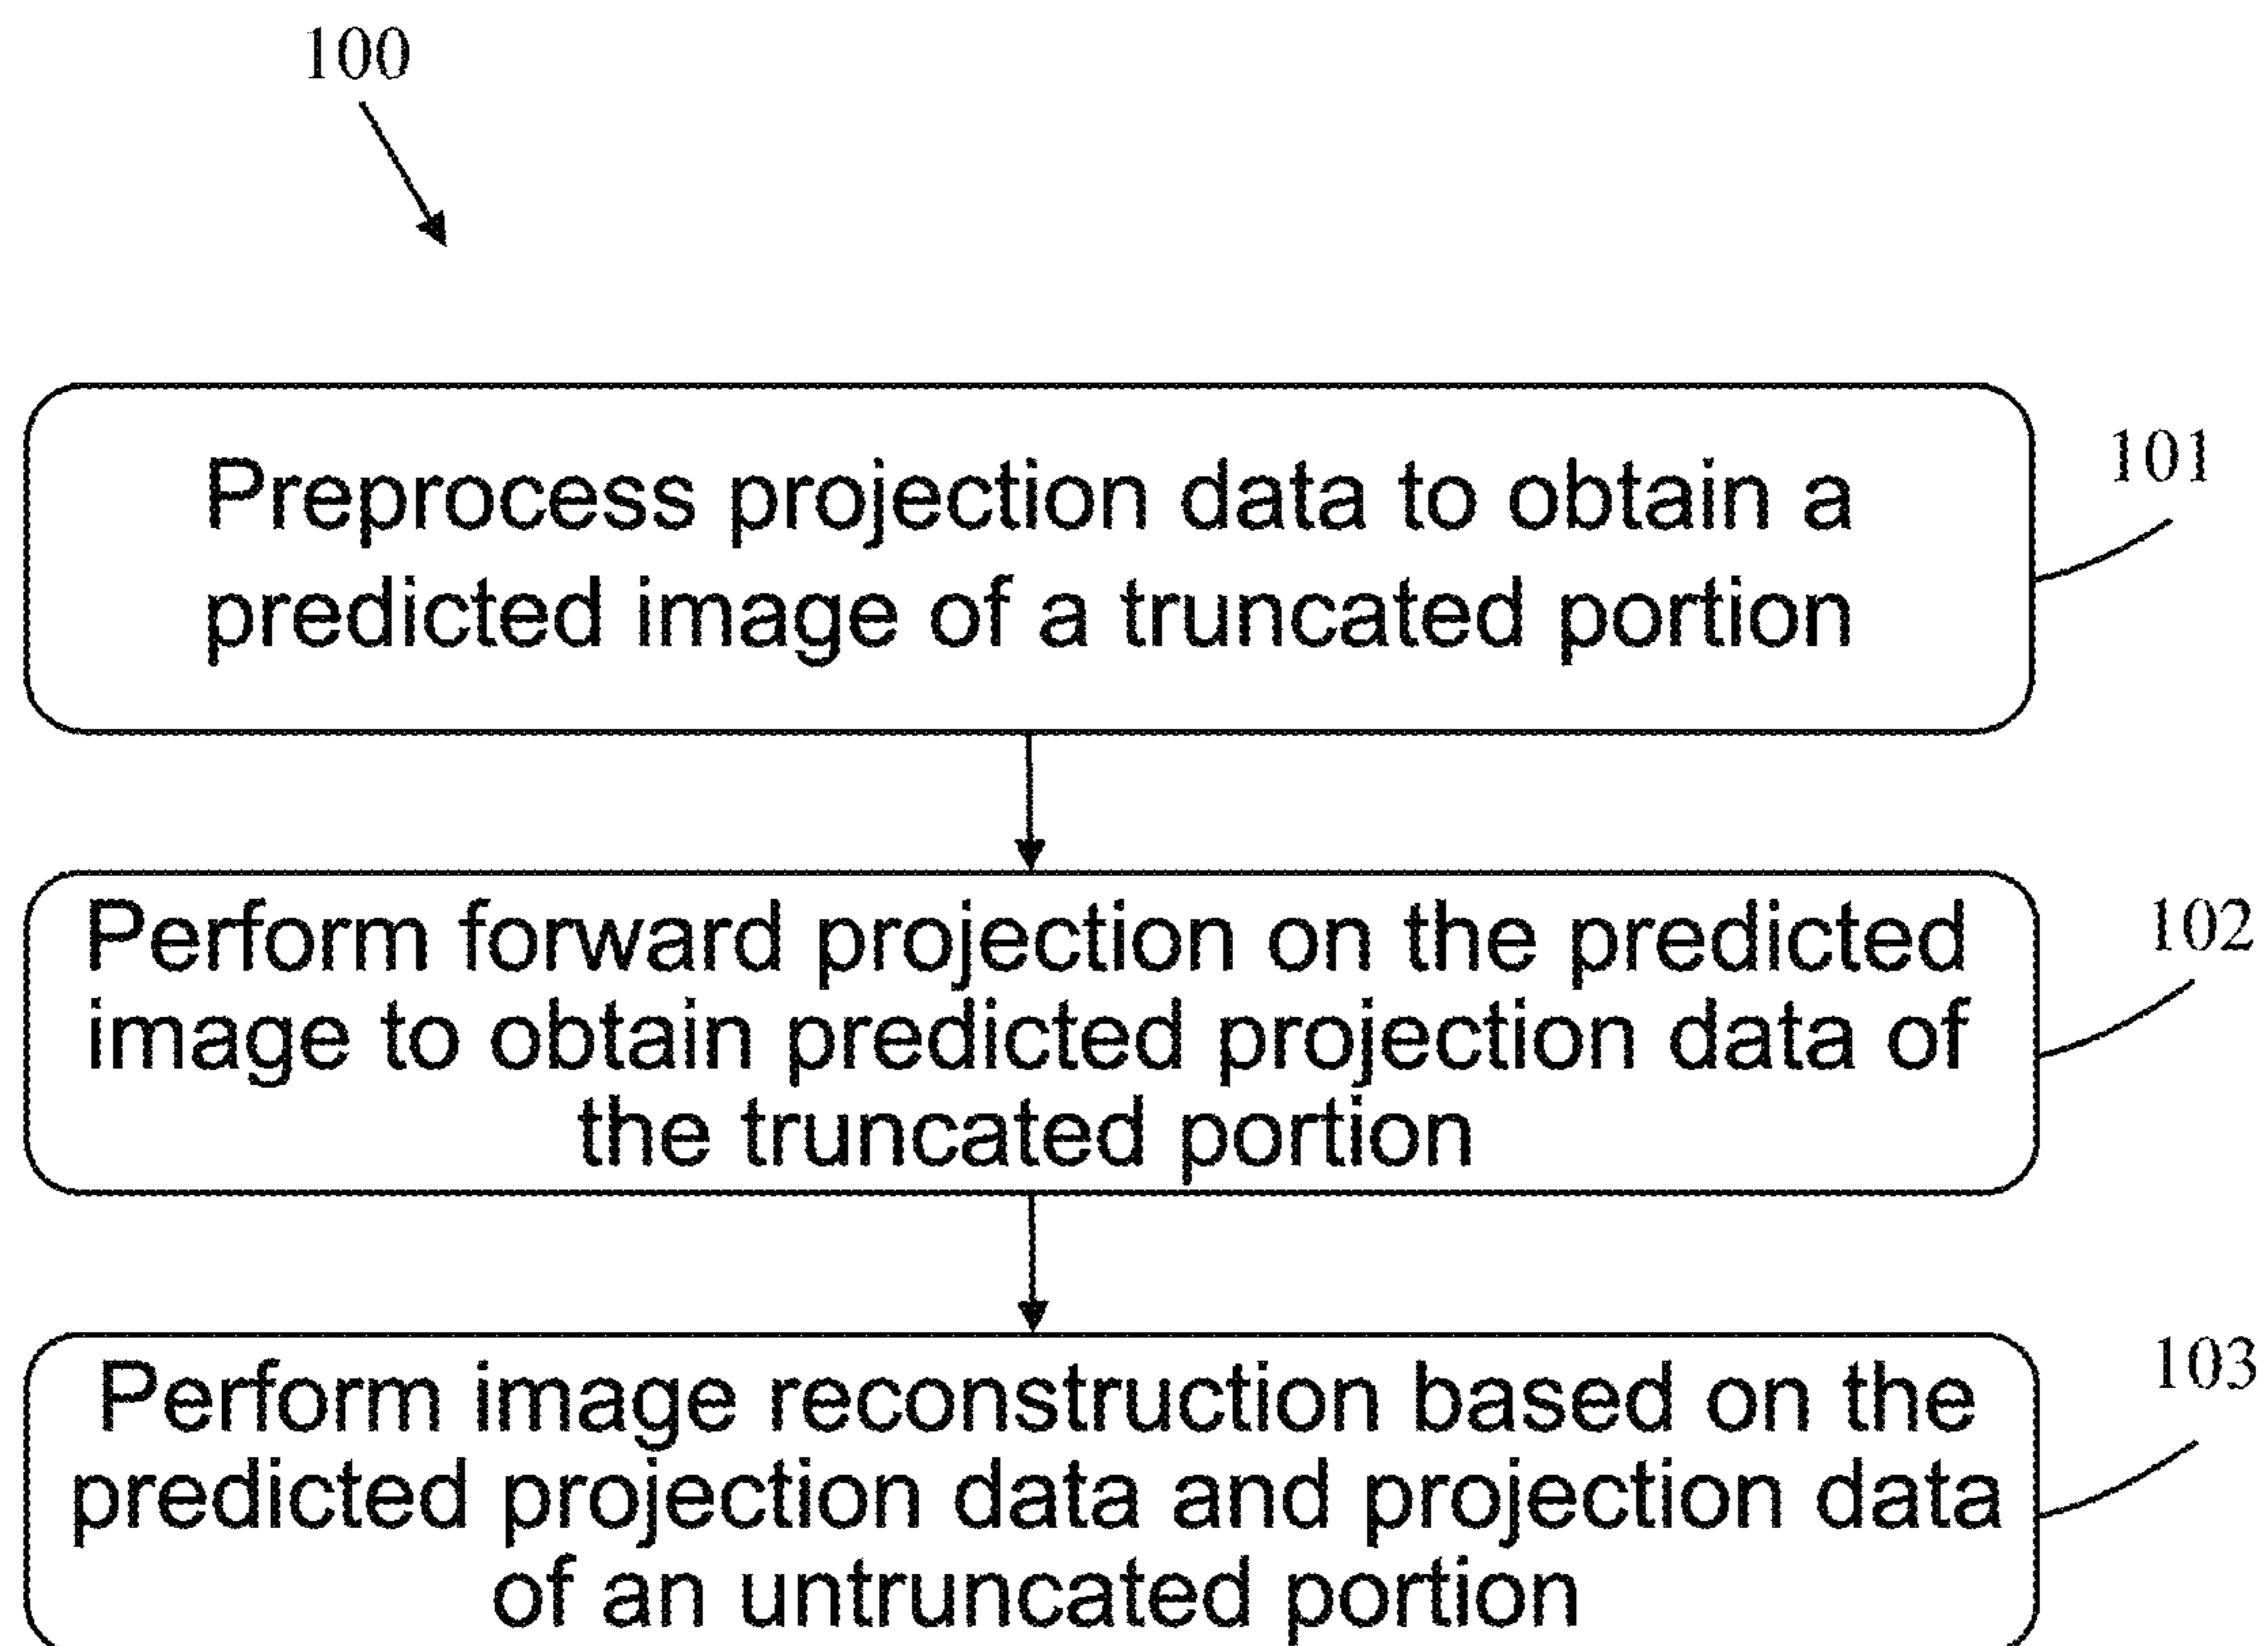 100
Preprocess projection data to obtain a
predicted image of a truncated portion
101
Perform forward projection on the predicted
image to obtain predicted projection data of
the truncated portion
102
Perform image reconstruction based on the
predicted projection data and projection data
of an untruncated portion
103